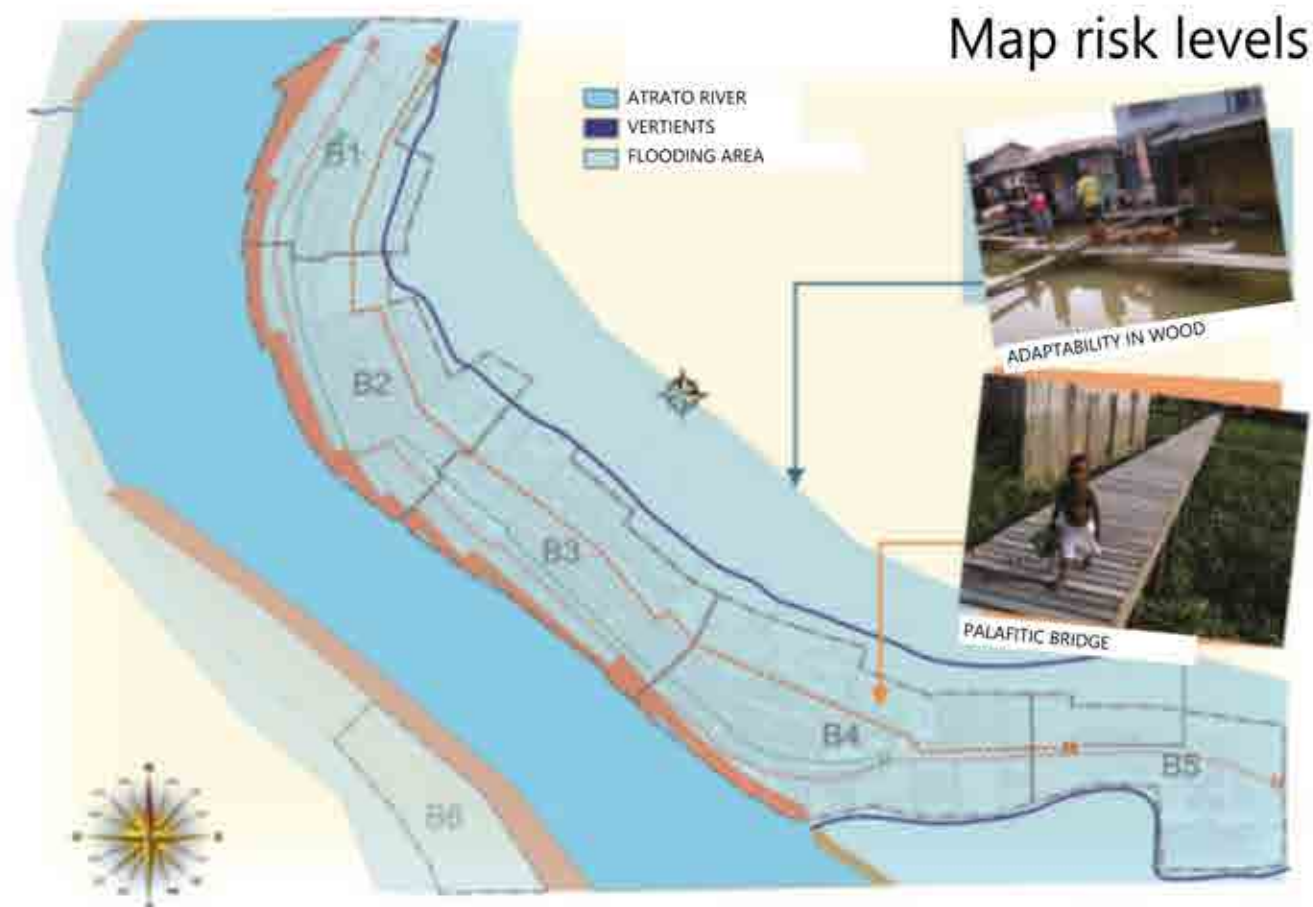 Map risk levels
ATRATO RIVER
VERTIENTS
FLOODING AREA
B1
B2
B3
B4
B5
B6
ADAPTABILITY IN WOOD
PALAFITIC BRIDGE